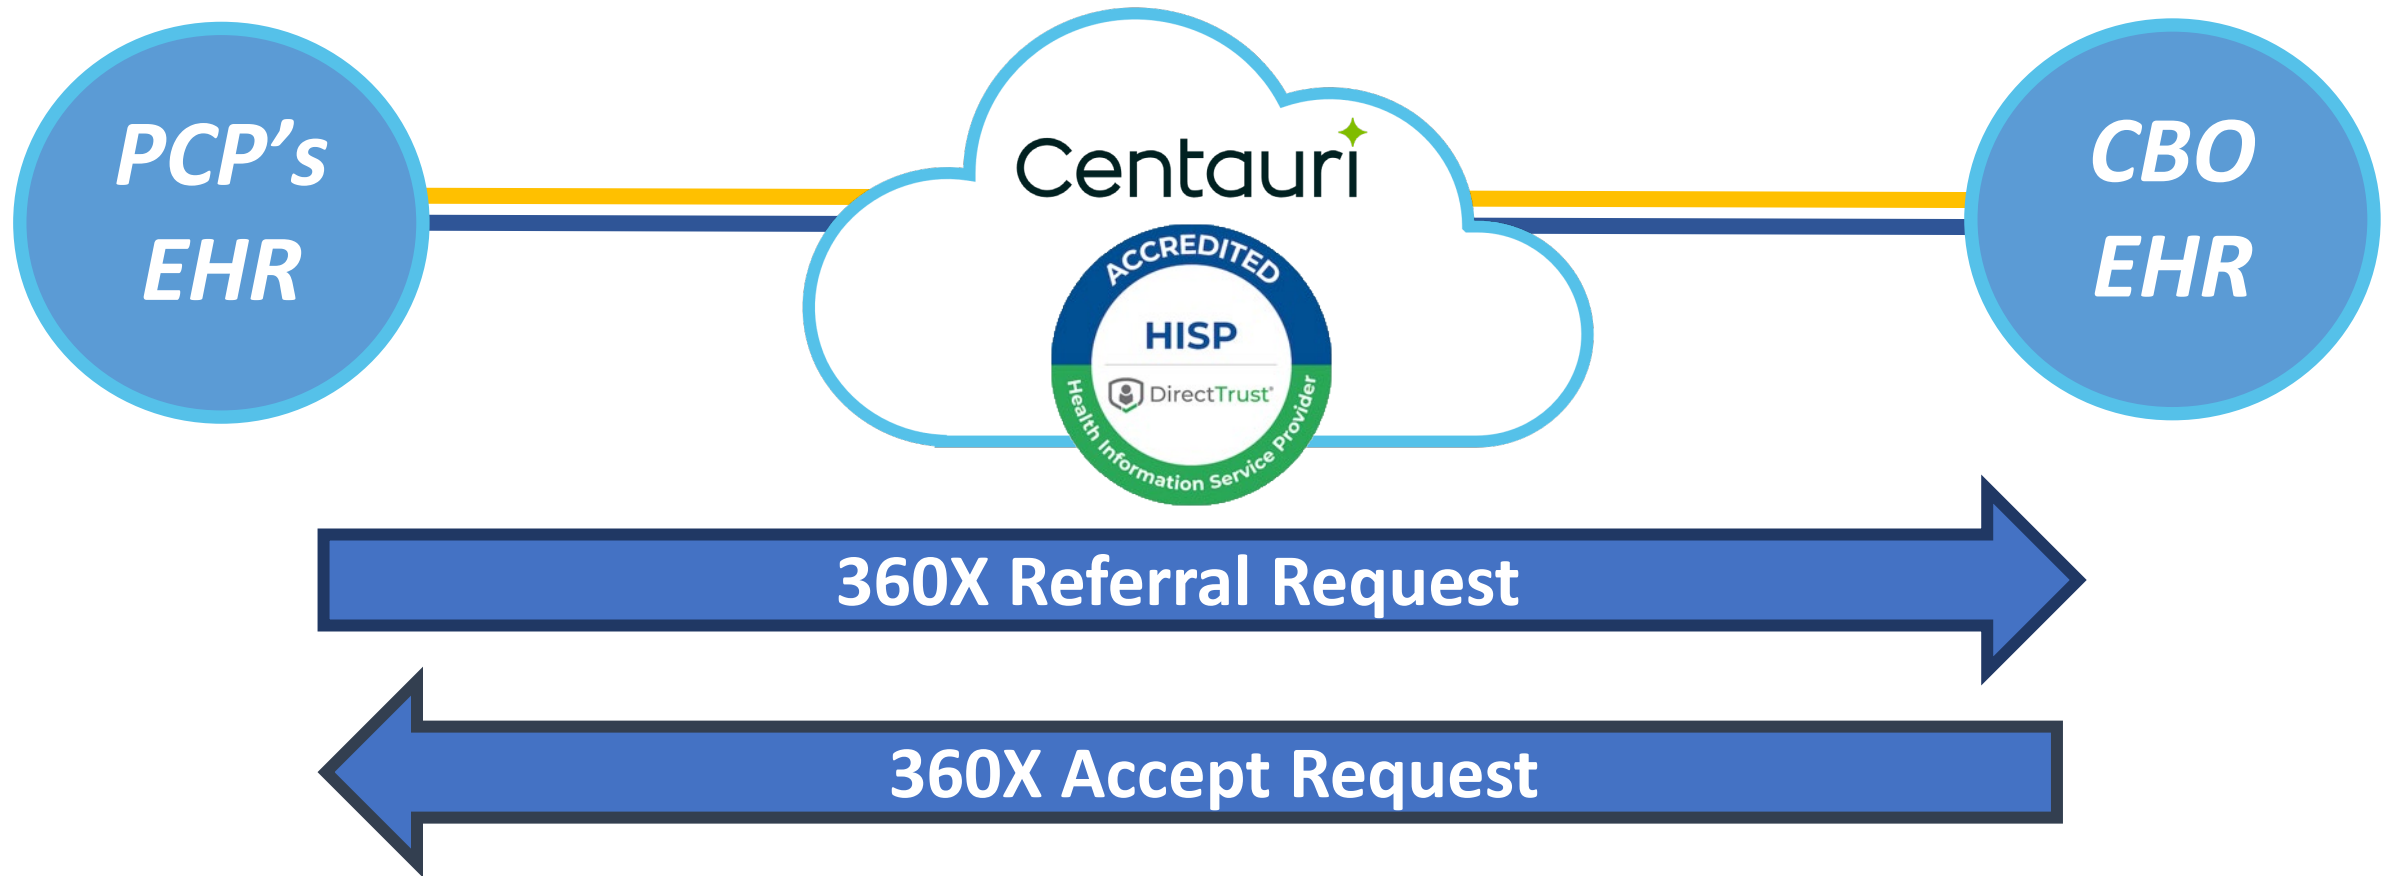 PCP’s
EHR
Centauri
ACCREDITED
HISP
DirectTrust®
Health Information Service Provider
CBO
EHR
360X Referral Request
360X Accept Request